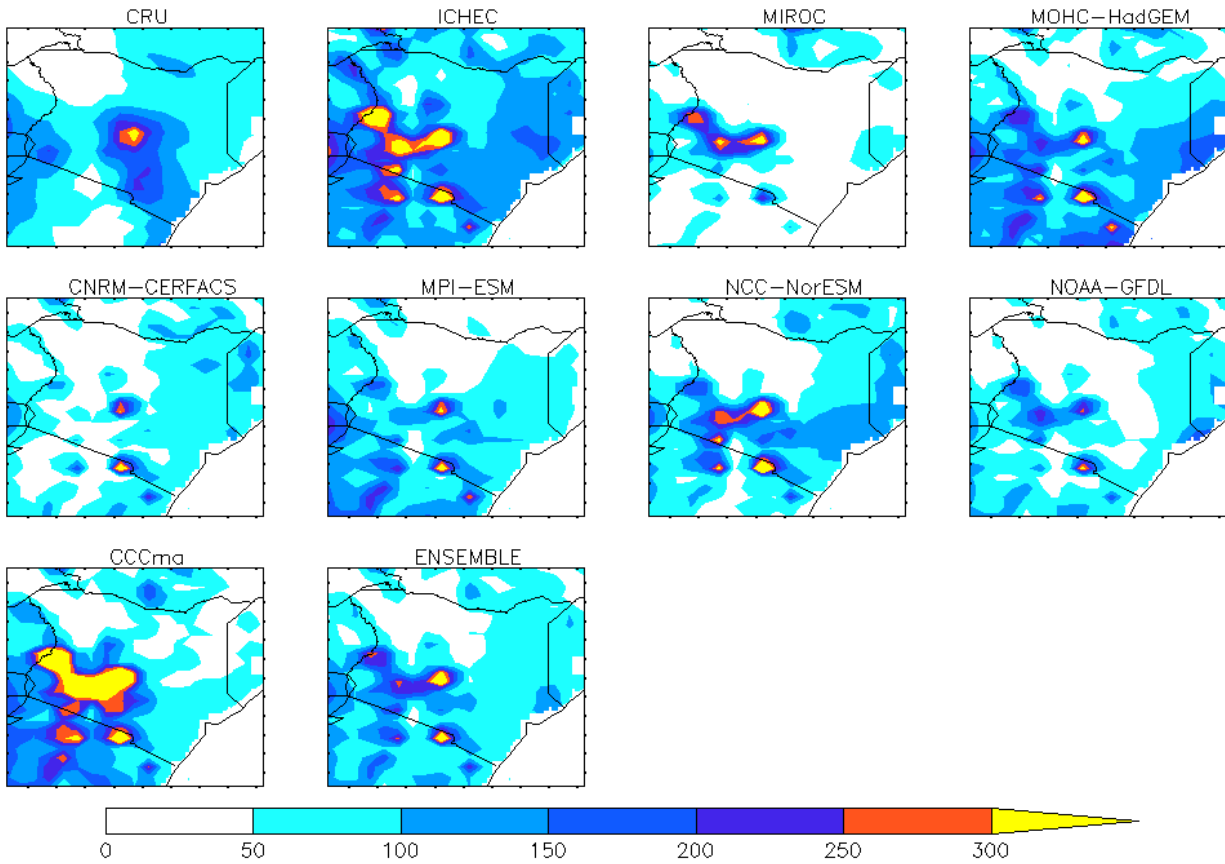 CRU ICHEC MIROC MOHC-HadGEM
CNRM-CERFACS MPI-ESM NCC-NorESM NOAA-GFDL
CCCma ENSEMBLE
0 50 100 150 200 250 300